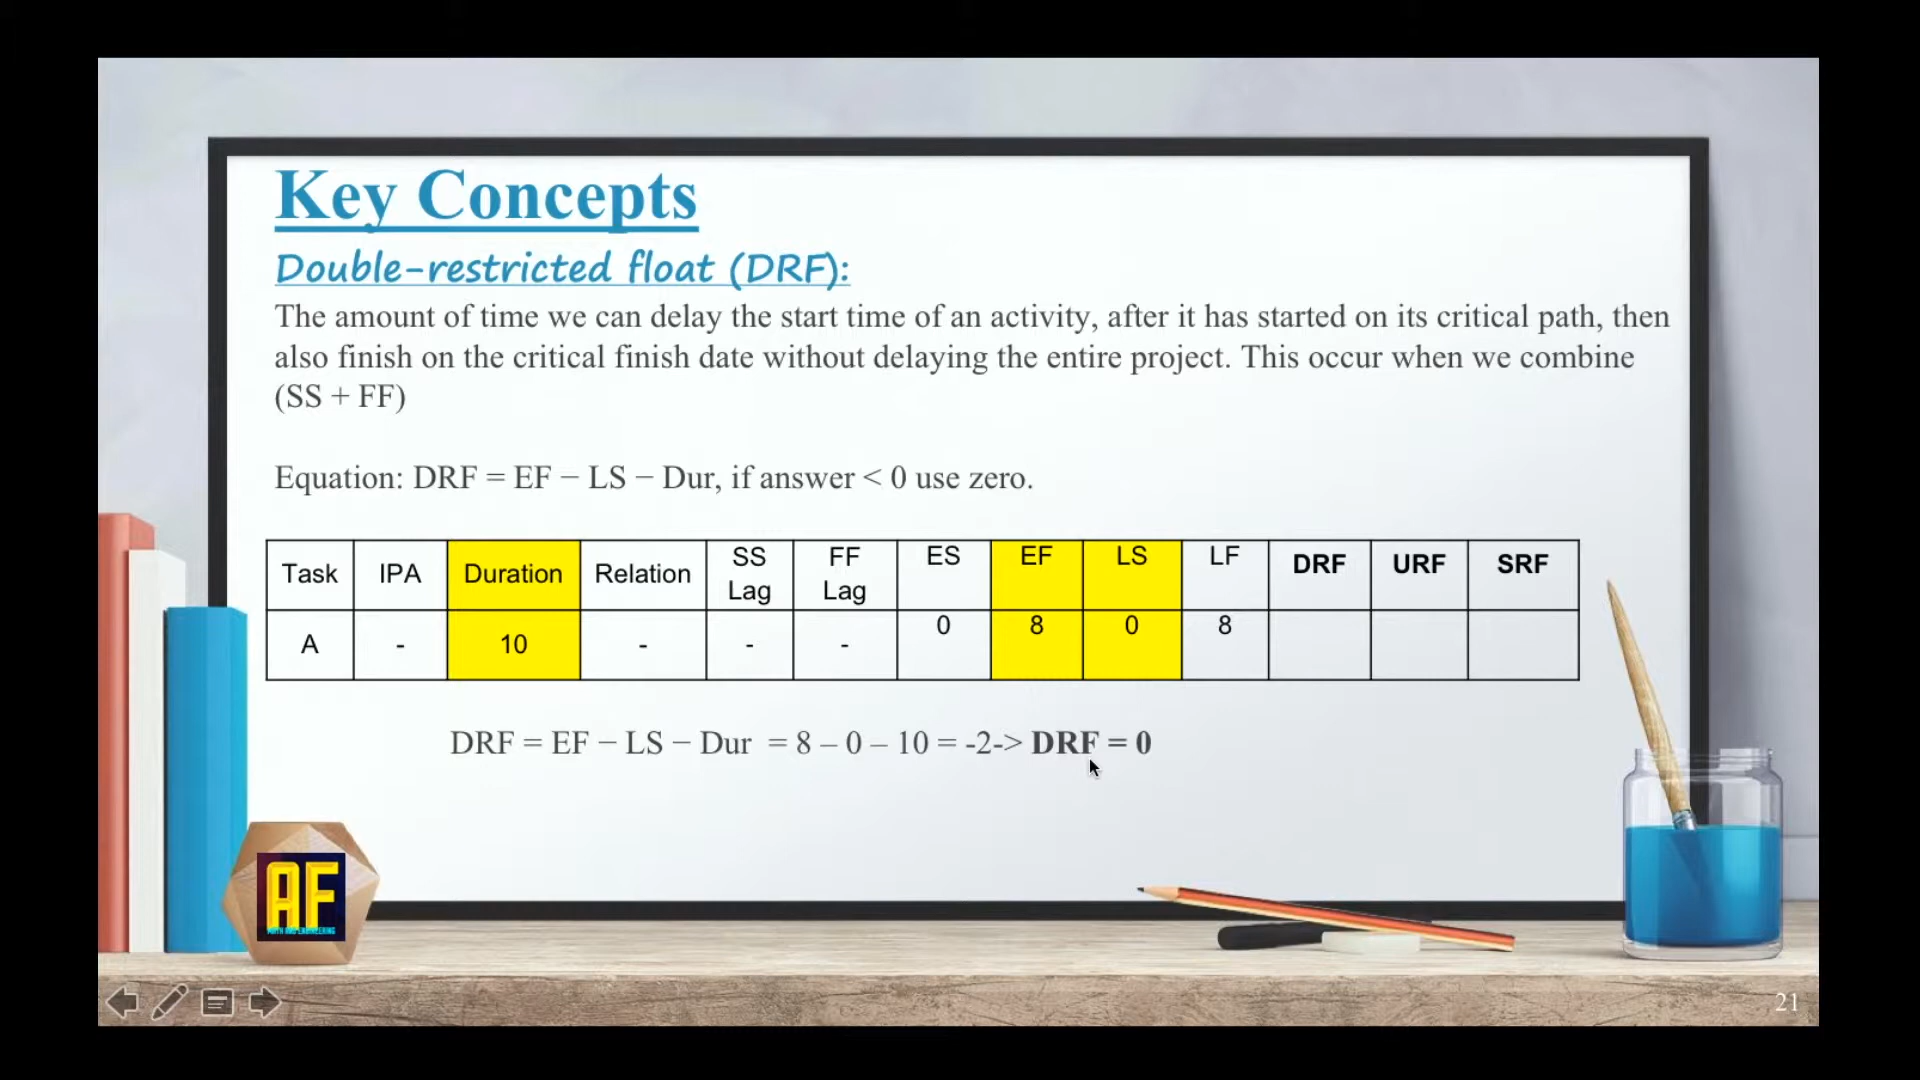 Key Concepts
Double-restricted float (DRF):
The amount of time we can delay the start time of an activity, after it has started on its critical path, then
also finish on the critical finish date without delaying the entire project. This occur when we combine
(SS + FF)
Equation: DRF = EF − LS − Dur, if answer < 0 use zero.
Task IPA Duration Relation SS Lag FF Lag ES EF LS LF DRF URF SRF
A - 10 - - - 0 8 0 8
DRF = EF − LS − Dur = 8 – 0 – 10 = -2-> DRF = 0
AF
MATH AND ENGINEERING
21